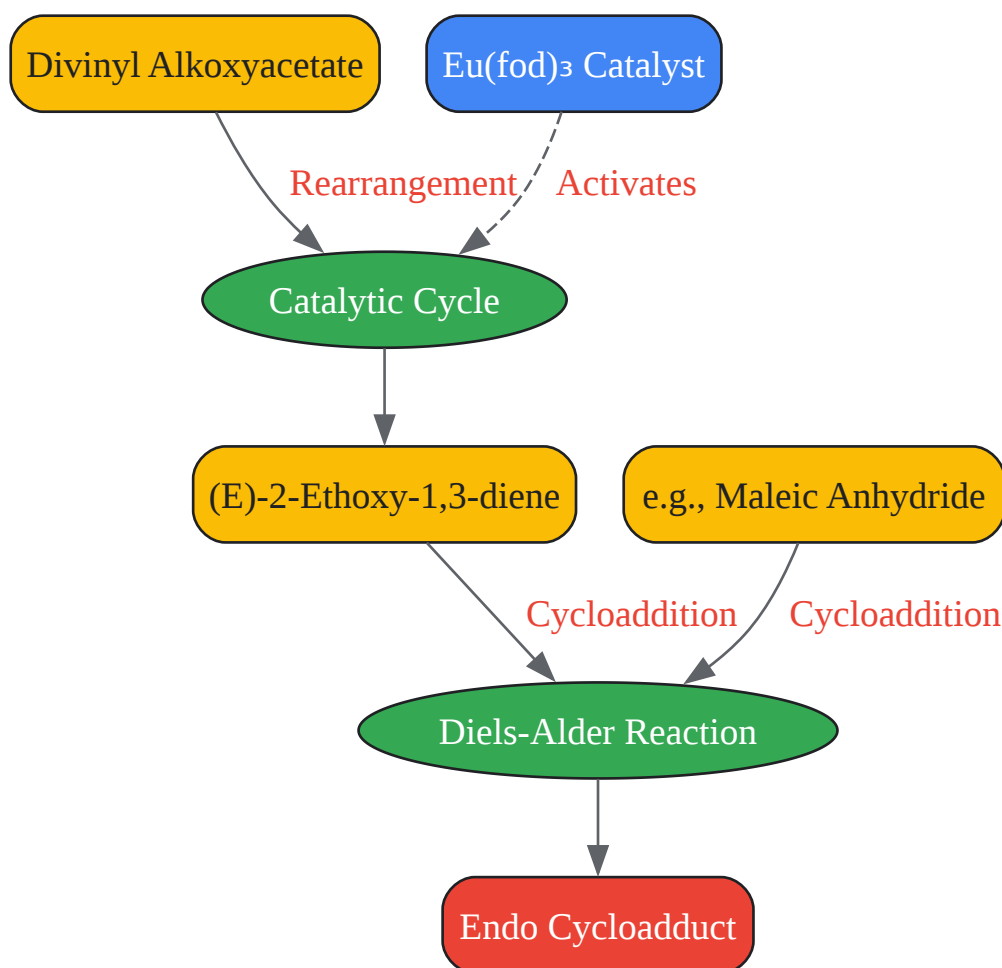 Divinyl Alkoxyacetate
Eu(fod)₃ Catalyst
Rearrangement
Activates
Catalytic Cycle
(E)-2-Ethoxy-1,3-diene
e.g., Maleic Anhydride
Cycloaddition
Cycloaddition
Diels-Alder Reaction
Endo Cycloadduct